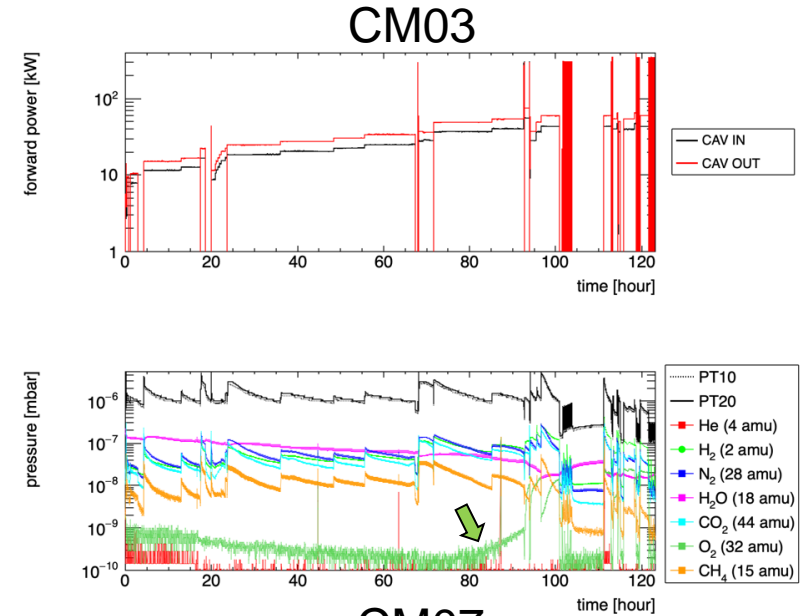 CM03
forward power [kW]
10²
10
1
0 20 40 60 80 100 120
time [hour]
CAV IN
CAV OUT
pressure [mbar]
10⁻⁶
10⁻⁷
10⁻⁸
10⁻⁹
10⁻¹⁰
0 20 40 60 80 100 120
time [hour]
PT10
PT20
He (4 amu)
H₂ (2 amu)
N₂ (28 amu)
H₂O (18 amu)
CO₂ (44 amu)
O₂ (32 amu)
CH₄ (15 amu)